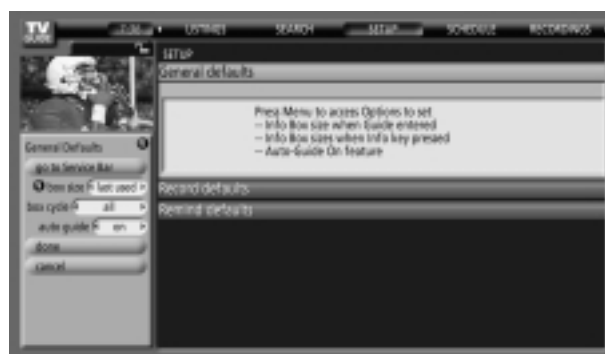 TV
GUIDE
LISTINGS SEARCH SETUP SCHEDULE RECORDINGS
SETUP
General defaults
Press Menu to access Options to set
– Info Box size when Guide entered
– Info Box sizes when Info key pressed
– Auto-Guide On feature
General Defaults
go to Service Bar
box size last used
box cycle all
auto guide on
done
cancel
Record defaults
Remind defaults